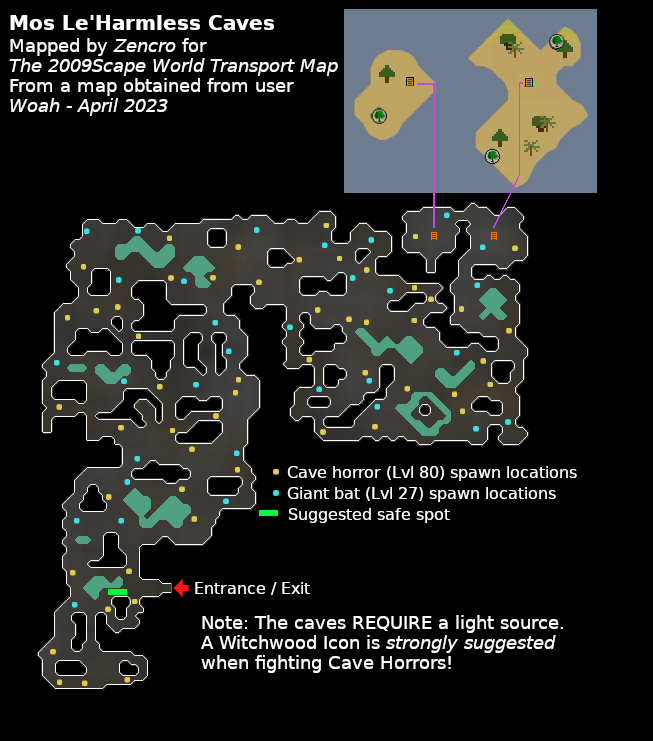 Mos Le'Harmless Caves
Mapped by Zencro for
The 2009Scape World Transport Map
From a map obtained from user
Woah - April 2023
Cave horror (Lvl 80) spawn locations
Giant bat (Lvl 27) spawn locations
Suggested safe spot
Entrance / Exit
Note: The caves REQUIRE a light source.
A Witchwood Icon is strongly suggested
when fighting Cave Horrors!